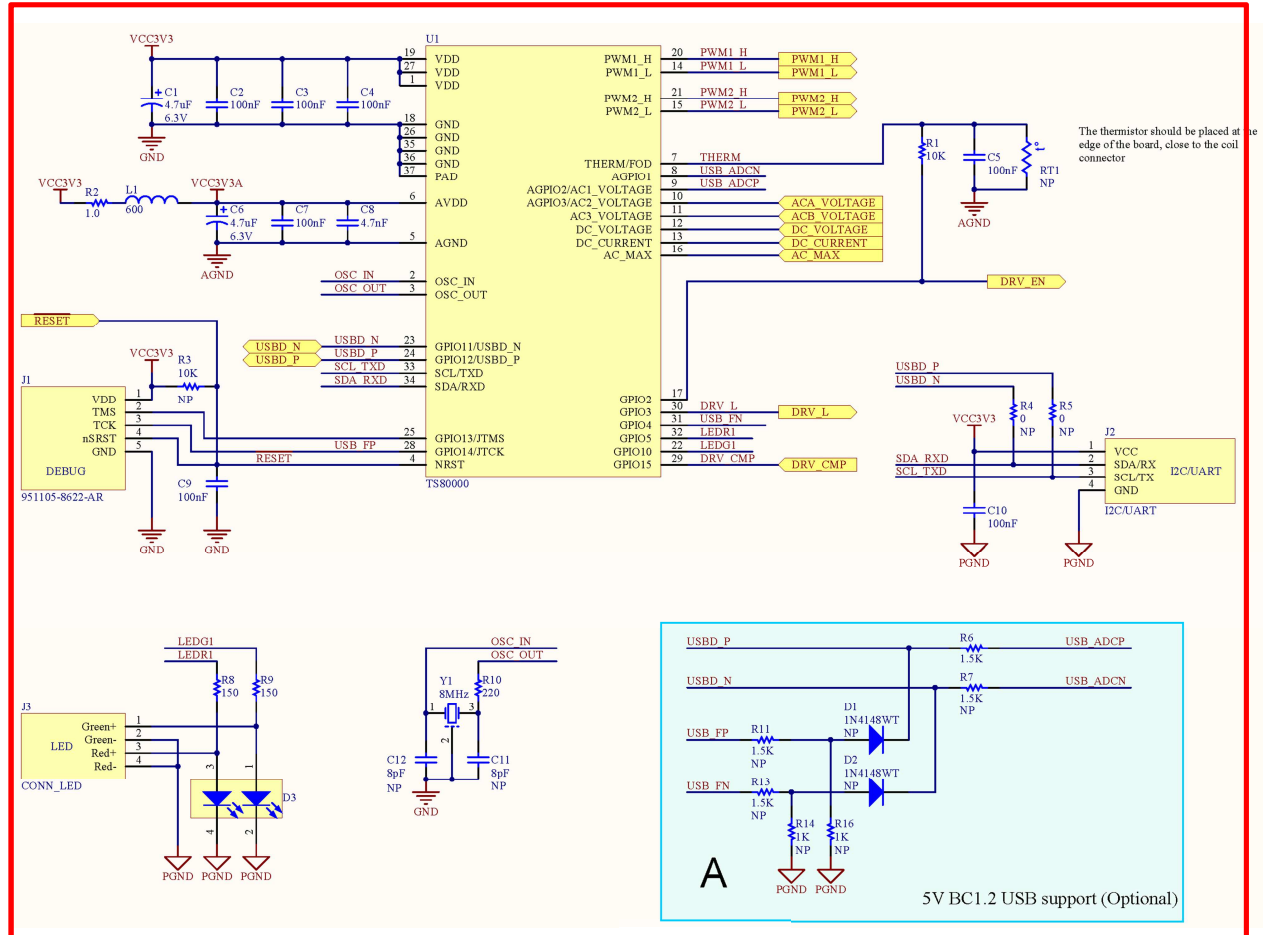 VCC3V3
C1
4.7uF
6.3V
C2
100nF
C3
100nF
C4
100nF
GND
VCC3V3
R2
1.0
L1
600
VCC3V3A
C6
4.7uF
6.3V
C7
100nF
C8
4.7nF
AGND
U1
19 VDD
27 VDD
1 VDD
18 GND
26 GND
35 GND
36 GND
37 PAD
6 AVDD
5 AGND
OSC_IN 2 OSC_IN
OSC_OUT 3 OSC_OUT
USBD_N USBD_N 23 GPIO11/USBD_N
USBD_P USBD_P 24 GPIO12/USBD_P
SCL_TXD 33 SCL/TXD
SDA_RXD 34 SDA/RXD
25 GPIO13/JTMS
USB_FP 28 GPIO14/JTCK
RESET 4 NRST
TS80000
PWM1_H 20 PWM1_H PWM1_H
PWM1_L 14 PWM1_L PWM1_L
PWM2_H 21 PWM2_H PWM2_H
PWM2_L 15 PWM2_L PWM2_L
THERM/FOD 7 THERM
AGPIO1 8 USB_ADCN
AGPIO2/AC1_VOLTAGE 9 USB_ADCP
AGPIO3/AC2_VOLTAGE 10 ACA_VOLTAGE
AC3_VOLTAGE 11 ACB_VOLTAGE
DC_VOLTAGE 12 DC_VOLTAGE
DC_CURRENT 13 DC_CURRENT
AC_MAX 16 AC_MAX
GPIO2 17
GPIO3 30 DRV_L DRV_L
GPIO4 31 USB_FN
GPIO5 32 LEDR1
GPIO10 22 LEDG1
GPIO15 29 DRV_CMP DRV_CMP
R1
10K
C5
100nF
t°
RT1
NP
AGND
The thermistor should be placed at the
edge of the board, close to the coil
connector
DRV_EN
RESET
VCC3V3
R3
10K
NP
J1
VDD 1
TMS 2
TCK 3
nSRST 4
GND 5
DEBUG
951105-8622-AR
C9
100nF
GND
GND
USBD_P
USBD_N
R4
0
NP
R5
0
NP
VCC3V3
J2
1 VCC
SDA_RXD 2 SDA/RX
SCL_TXD 3 SCL/TX
4 GND
I2C/UART
I2C/UART
C10
100nF
PGND
PGND
LEDG1
LEDR1
R8
150
R9
150
J3
Green+ 1
Green- 2
Red+ 3
Red- 4
LED
CONN_LED
3
1
D3
4
2
PGND
PGND
PGND
OSC_IN
OSC_OUT
Y1
8MHz
R10
220
1
3
2
C12
8pF
NP
C11
8pF
NP
GND
USBD_P
R6
1.5K
USB_ADCP
USBD_N
R7
1.5K
NP
USB_ADCN
D1
1N4148WT
NP
USB_FP
R11
1.5K
NP
D2
1N4148WT
NP
USB_FN
R13
1.5K
NP
R14
1K
NP
R16
1K
NP
PGND
PGND
A
5V BC1.2 USB support (Optional)